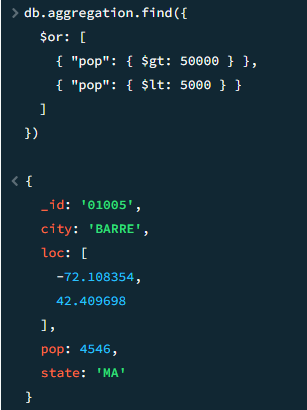 > db.aggregation.find({
    $or: [
      { "pop": { $gt: 50000 } },
      { "pop": { $lt: 5000 } }
    ]
  })
< {
    _id: '01005',
    city: 'BARRE',
    loc: [
      -72.108354,
      42.409698
    ],
    pop: 4546,
    state: 'MA'
  }